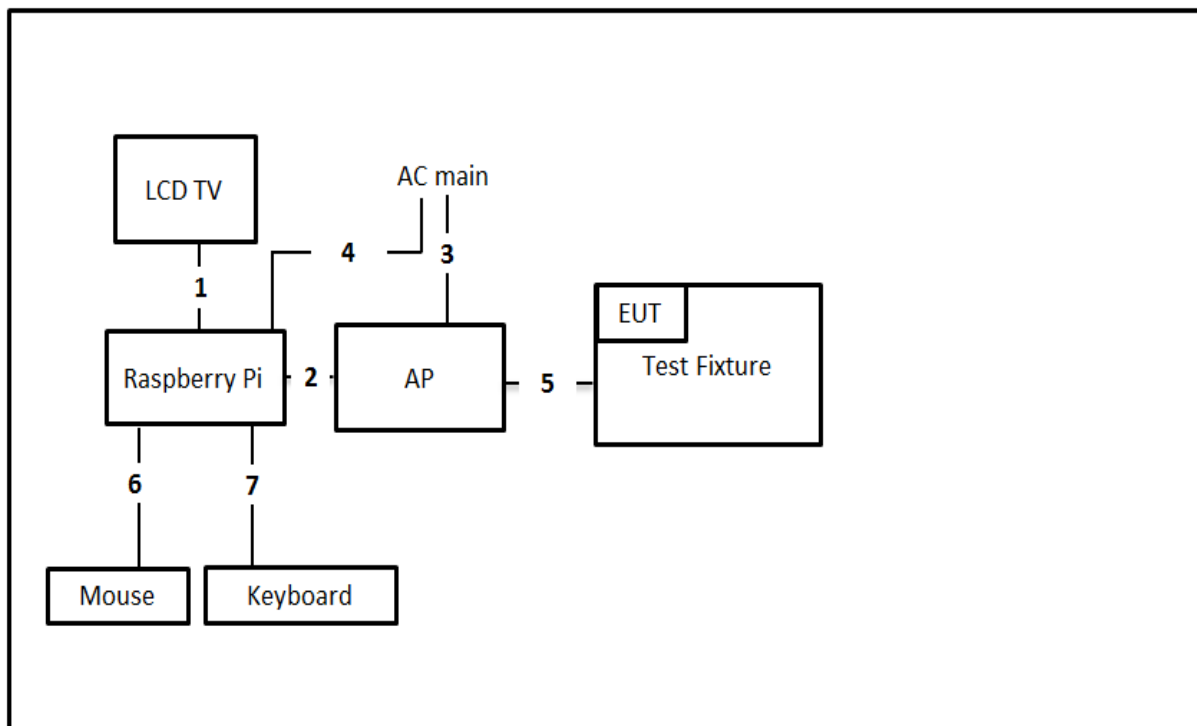 LCD TV
AC main
4
3
1
EUT
Test Fixture
Raspberry Pi
2
AP
5
6
7
Mouse
Keyboard